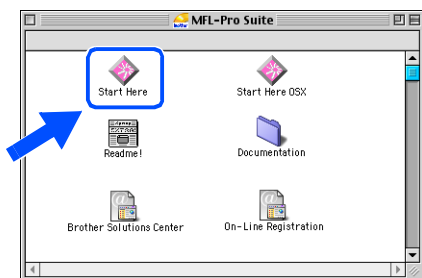 MFL-Pro Suite
Start Here
Start Here OSX
Readme!
Documentation
Brother Solutions Center
On-Line Registration